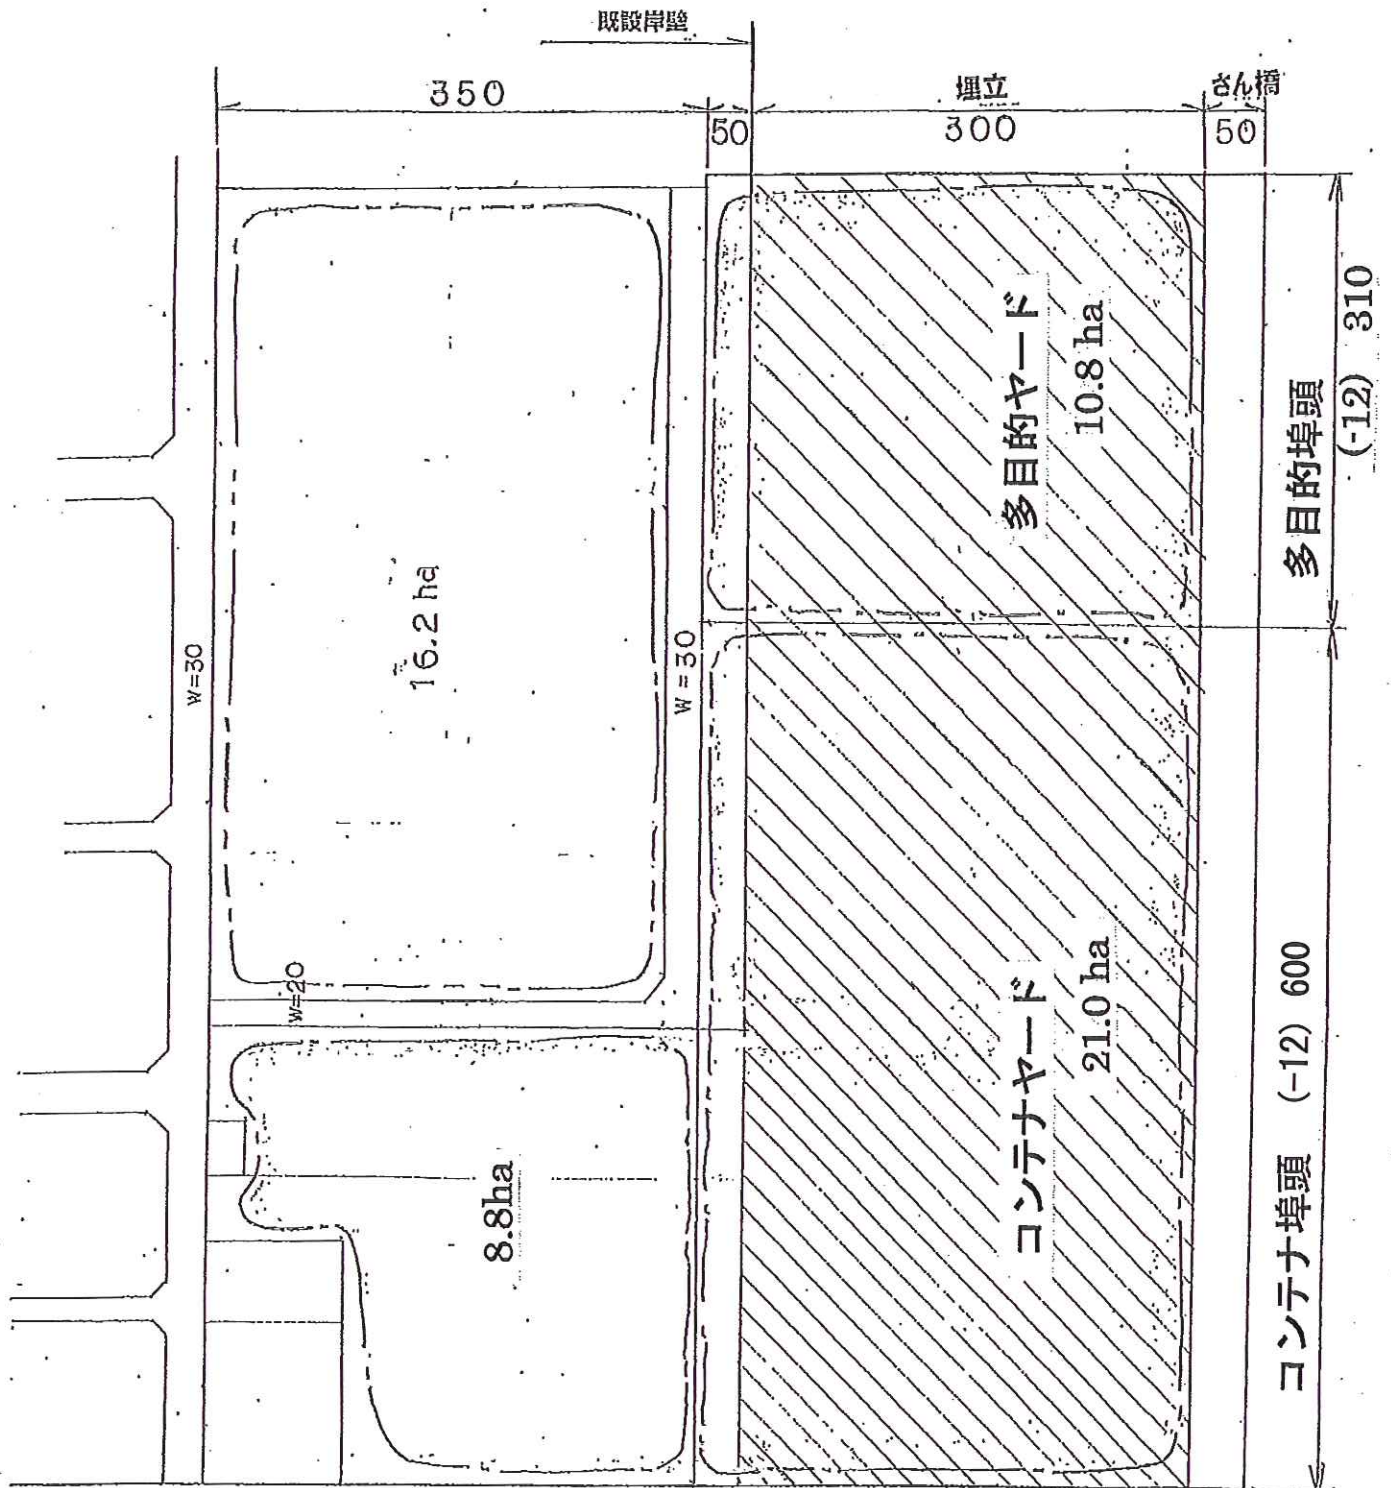 既設岸壁
350
50
埋立
300
さん橋
50
多目的ヤード
10.8 ha
多目的埠頭
(-12) 310
16.2 ha
w=30
w=30
w=20
8.8ha
コンテナヤード
21.0 ha
コンテナ埠頭 (-12) 600